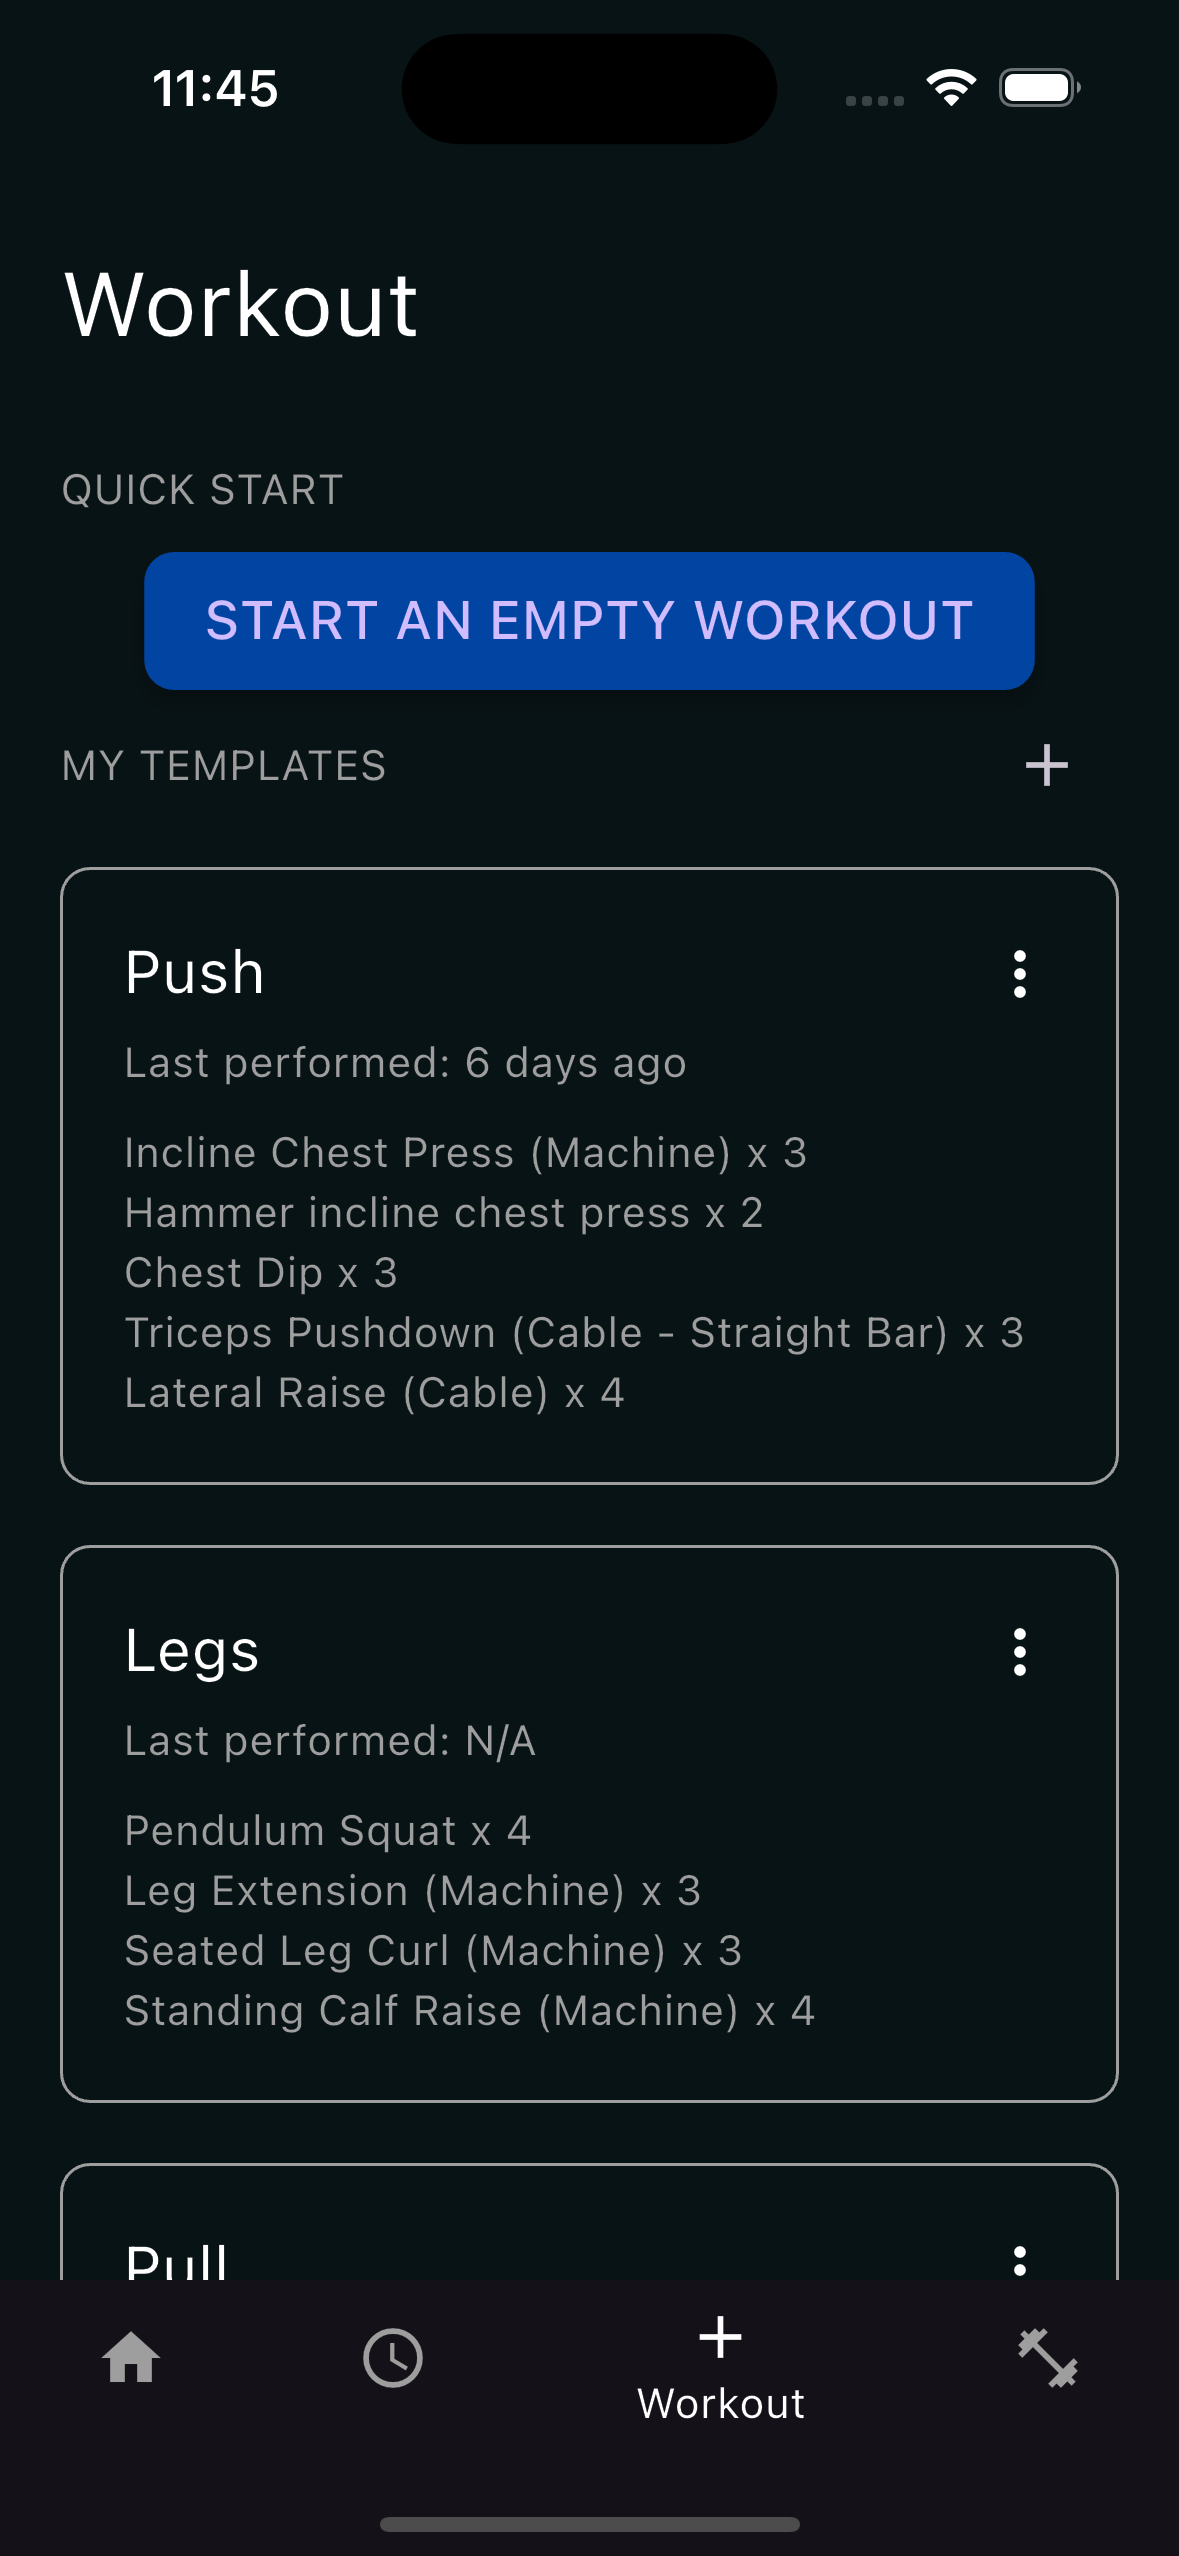 11:45
Workout
QUICK START
START AN EMPTY WORKOUT
MY TEMPLATES
Push
Last performed: 6 days ago
Incline Chest Press (Machine) x 3
Hammer incline chest press x 2
Chest Dip x 3
Triceps Pushdown (Cable - Straight Bar) x 3
Lateral Raise (Cable) x 4
Legs
Last performed: N/A
Pendulum Squat x 4
Leg Extension (Machine) x 3
Seated Leg Curl (Machine) x 3
Standing Calf Raise (Machine) x 4
Pull
Workout